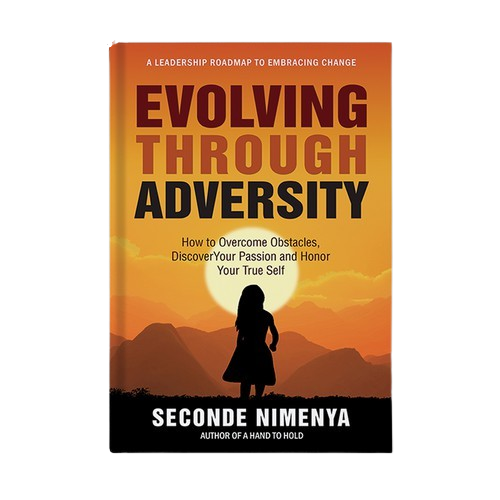 A LEADERSHIP ROADMAP TO EMBRACING CHANGE
EVOLVING
THROUGH
ADVERSITY
How to Overcome Obstacles,
DiscoverYour Passion and Honor
Your True Self
SECONDE NIMENYA
AUTHOR OF A HAND TO HOLD